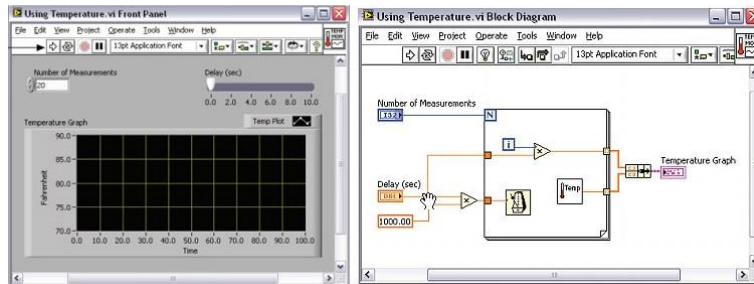 Using Temperature.vi Front Panel
File Edit View Project Operate Tools Window Help
TEMP
MON
13pt Application Font
Number of Measurements
20
Delay (sec)
0.0 2.0 4.0 6.0 8.0 10.0
Temperature Graph
Temp Plot
90.0
85.0
80.0
75.0
70.0
Fahrenheit
0.0 10.0 20.0 30.0 40.0 50.0 60.0 70.0 80.0 90.0 100.0
Time
Using Temperature.vi Block Diagram
File Edit View Project Operate Tools Window Help
13pt Application Font
Number of Measurements
I32
N
i
Temperature Graph
Delay (sec)
DBL
Temp
1000.00